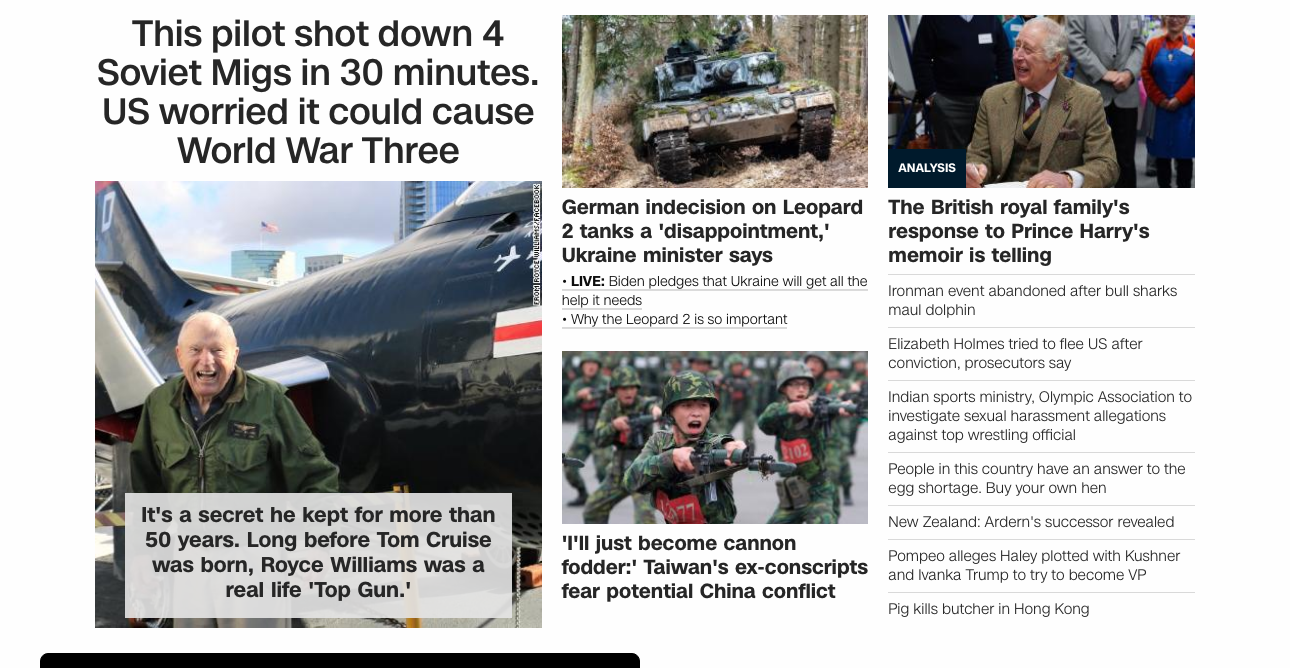 This pilot shot down 4
Soviet Migs in 30 minutes.
US worried it could cause
World War Three
FROM ROYCE WILLIAMS/FACEBOOK
It's a secret he kept for more than
50 years. Long before Tom Cruise
was born, Royce Williams was a
real life 'Top Gun.'
German indecision on Leopard
2 tanks a 'disappointment,'
Ukraine minister says
• LIVE: Biden pledges that Ukraine will get all the
help it needs
• Why the Leopard 2 is so important
2102
077
'I'll just become cannon
fodder:' Taiwan's ex-conscripts
fear potential China conflict
ANALYSIS
The British royal family's
response to Prince Harry's
memoir is telling
Ironman event abandoned after bull sharks
maul dolphin
Elizabeth Holmes tried to flee US after
conviction, prosecutors say
Indian sports ministry, Olympic Association to
investigate sexual harassment allegations
against top wrestling official
People in this country have an answer to the
egg shortage. Buy your own hen
New Zealand: Ardern's successor revealed
Pompeo alleges Haley plotted with Kushner
and Ivanka Trump to try to become VP
Pig kills butcher in Hong Kong